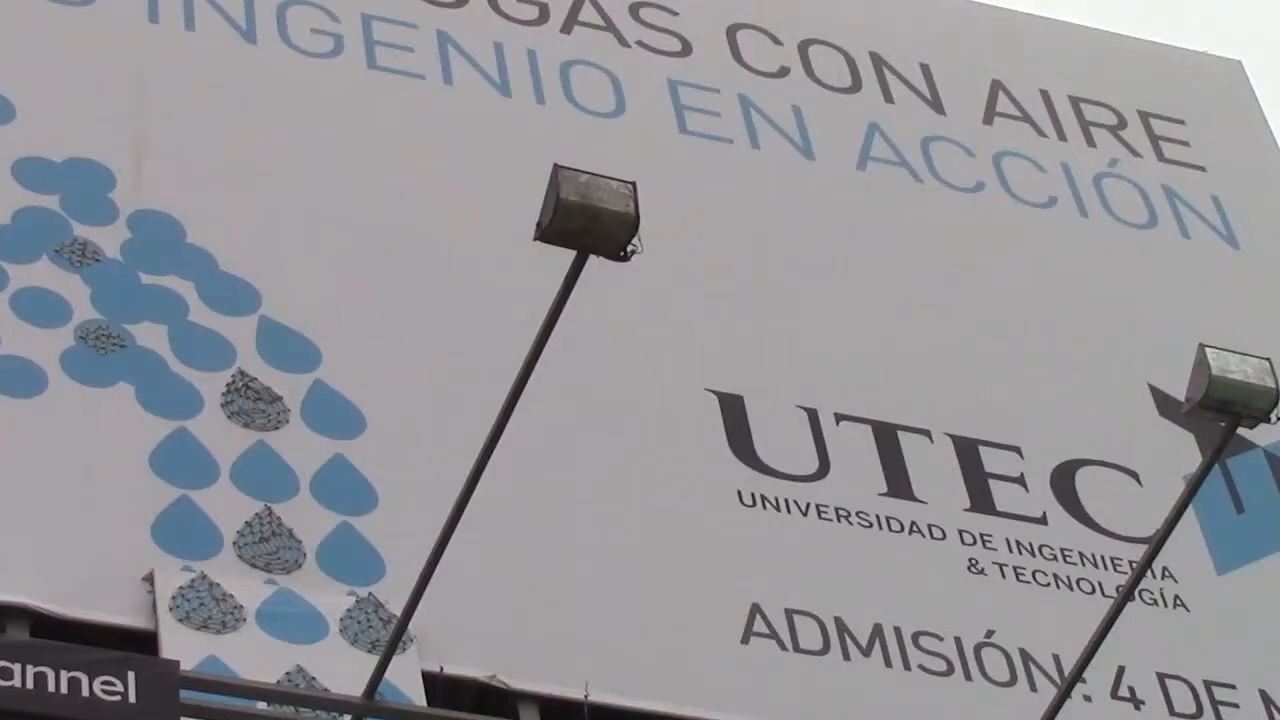 CON AIRE
INGENIO EN ACCIÓN
UTEC
UNIVERSIDAD DE INGENIERÍA
& TECNOLOGÍA
ADMISIÓN: 4 DE
annel